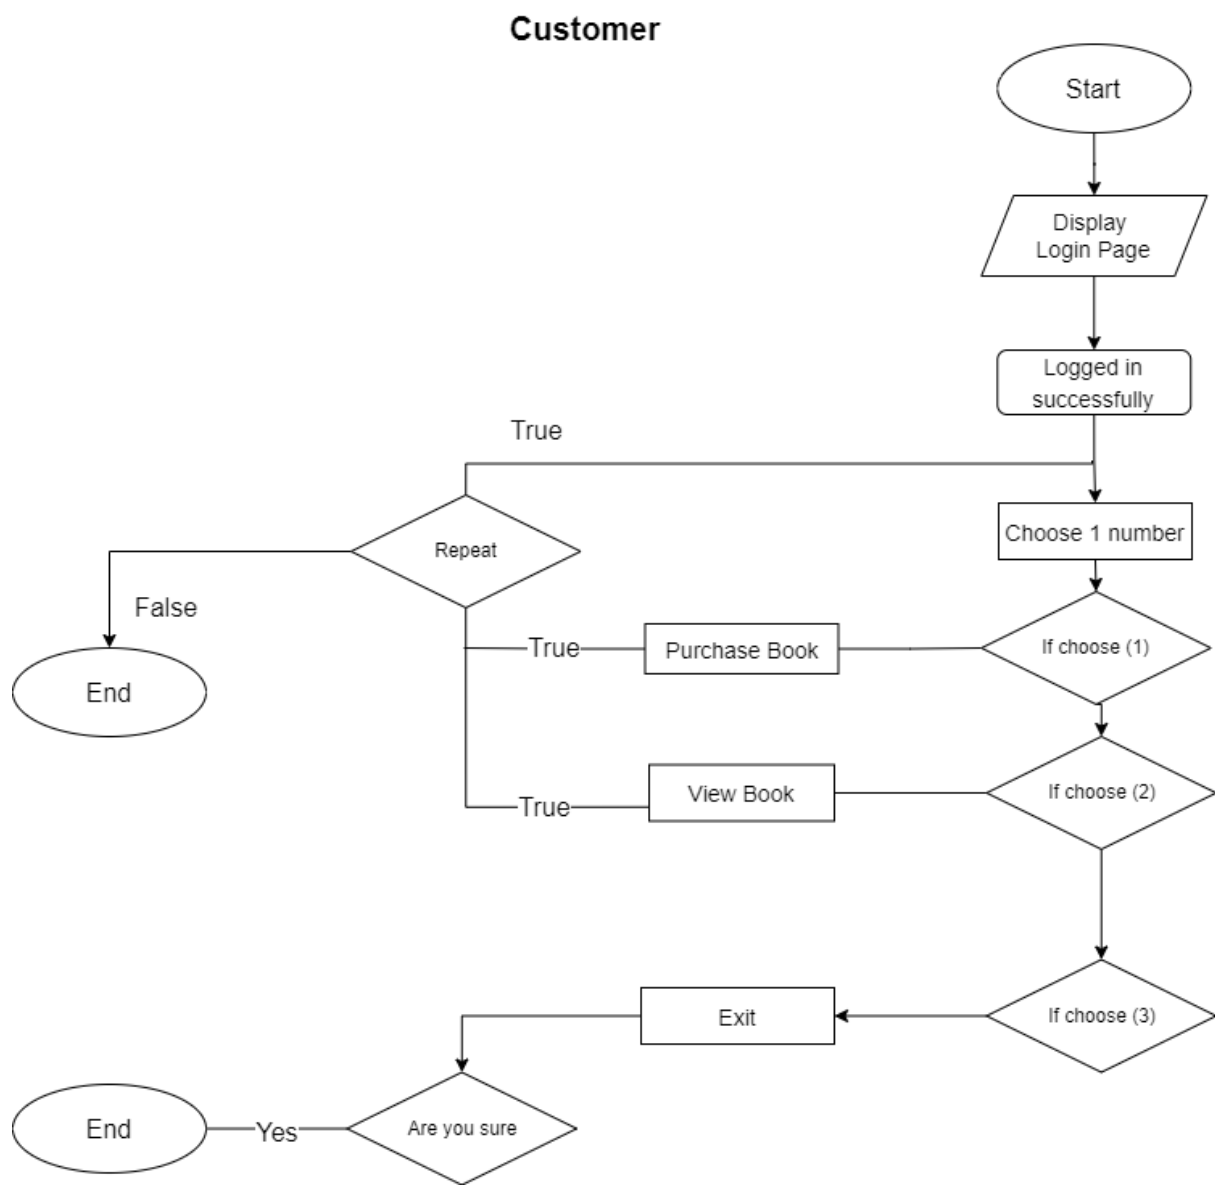 Customer
Start
Display
Login Page
Logged in
successfully
True
Repeat
Choose 1 number
False
True
Purchase Book
If choose (1)
End
True
View Book
If choose (2)
Exit
If choose (3)
End
Yes
Are you sure